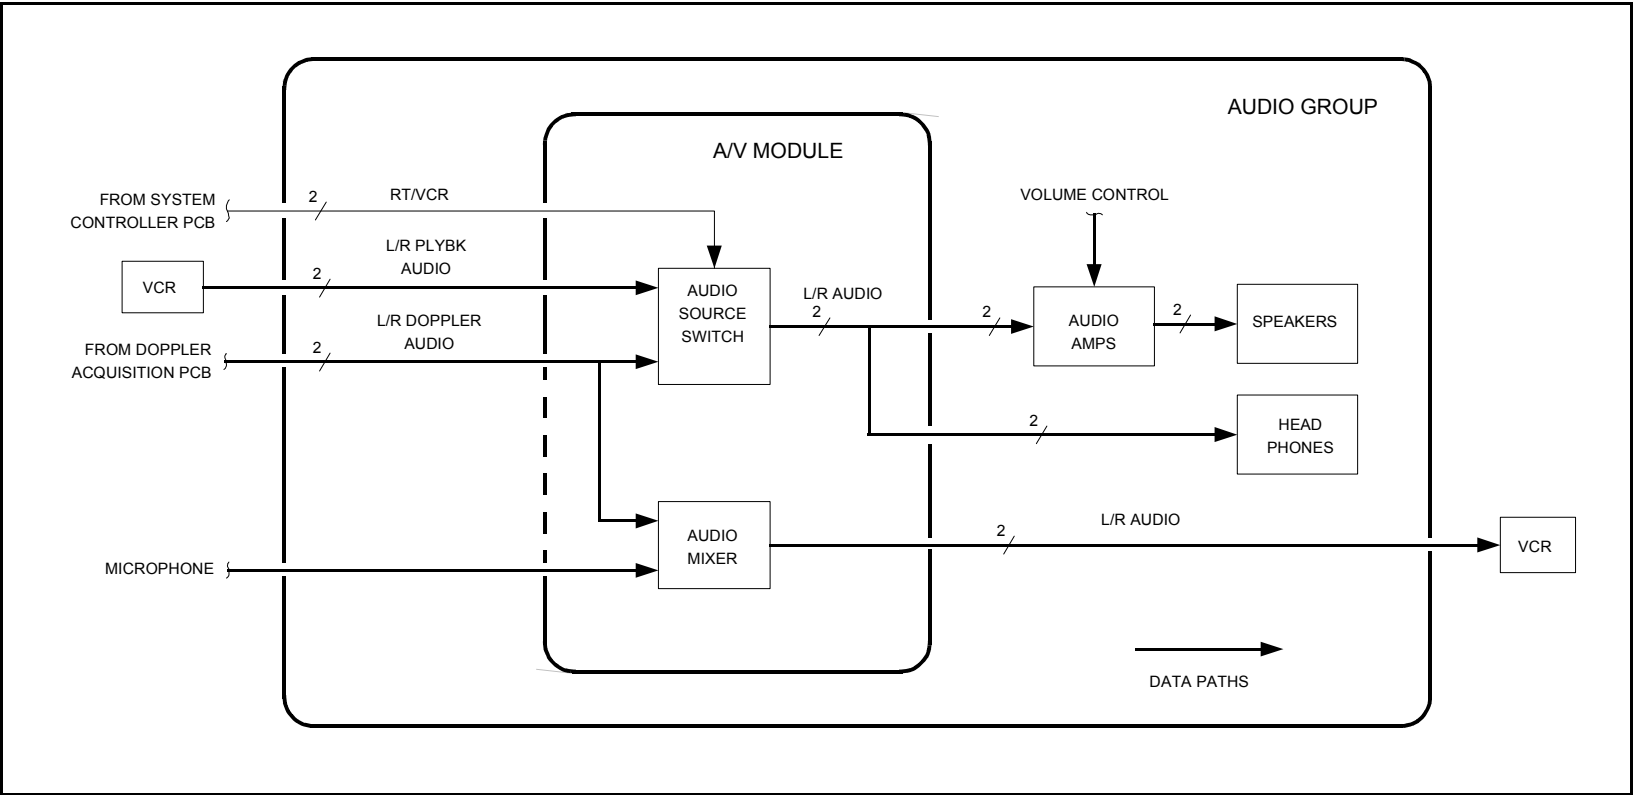 AUDIO GROUP
A/V MODULE
FROM SYSTEM
CONTROLLER PCB
2
RT/VCR
VOLUME CONTROL
VCR
2
L/R PLYBK
AUDIO
AUDIO
SOURCE
SWITCH
L/R AUDIO
2
2
AUDIO
AMPS
2
SPEAKERS
FROM DOPPLER
ACQUISITION PCB
2
L/R DOPPLER
AUDIO
2
HEAD
PHONES
MICROPHONE
AUDIO
MIXER
2
L/R AUDIO
VCR
DATA PATHS